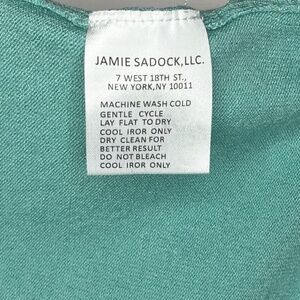 JAMIE SADOCK,LLC.
7 WEST 18TH ST.,
NEW YORK,NY 10011
MACHINE WASH COLD
GENTLE CYCLE
LAY FLAT TO DRY
COOL IROR ONLY
DRY CLEAN FOR
BETTER RESULT
DO NOT BLEACH
COOL IROR ONLY